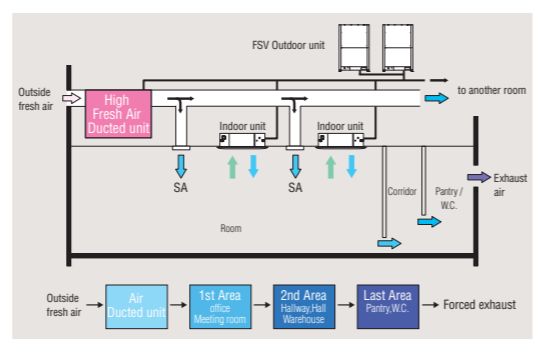 FSV Outdoor unit
Outside
fresh air
High
Fresh Air
Ducted unit
to another room
Indoor unit
Indoor unit
SA
SA
Corridor
Pantry /
W.C.
Exhaust
air
Room
Outside
fresh air
Air
Ducted unit
1st Area
office
Meeting room
2nd Area
Hallway,Hall
Warehouse
Last Area
Pantry,W.C.
Forced exhaust